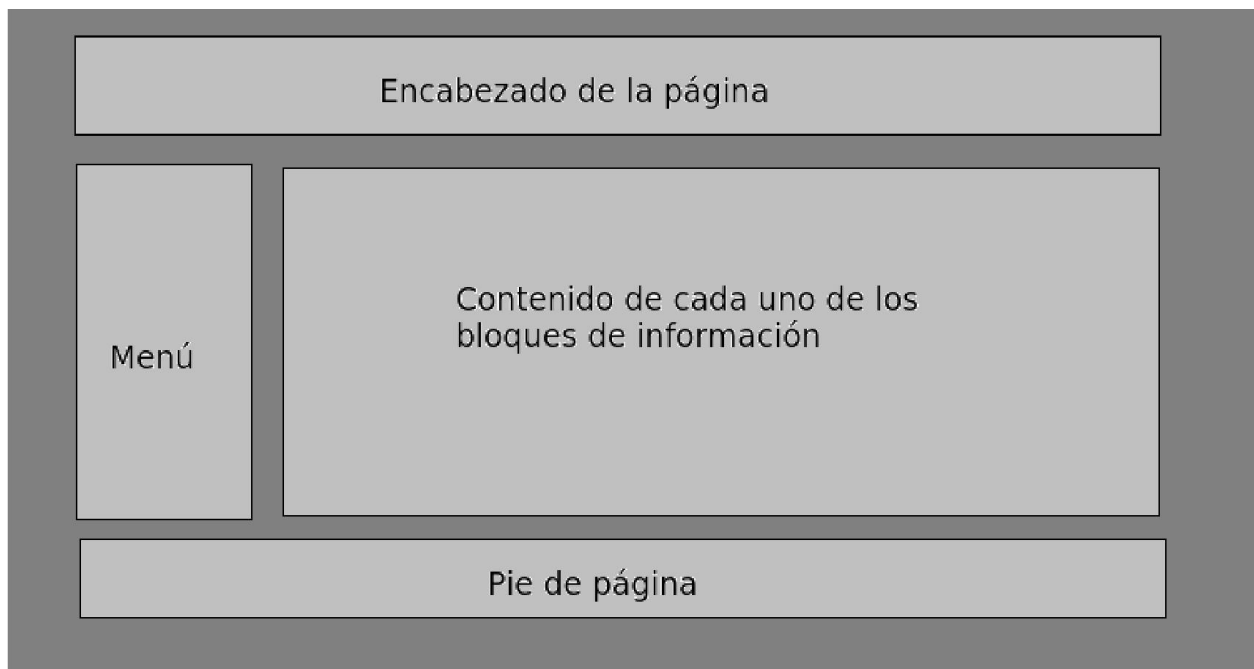 Encabezado de la página
Contenido de cada uno de los
bloques de información
Menú
Pie de página